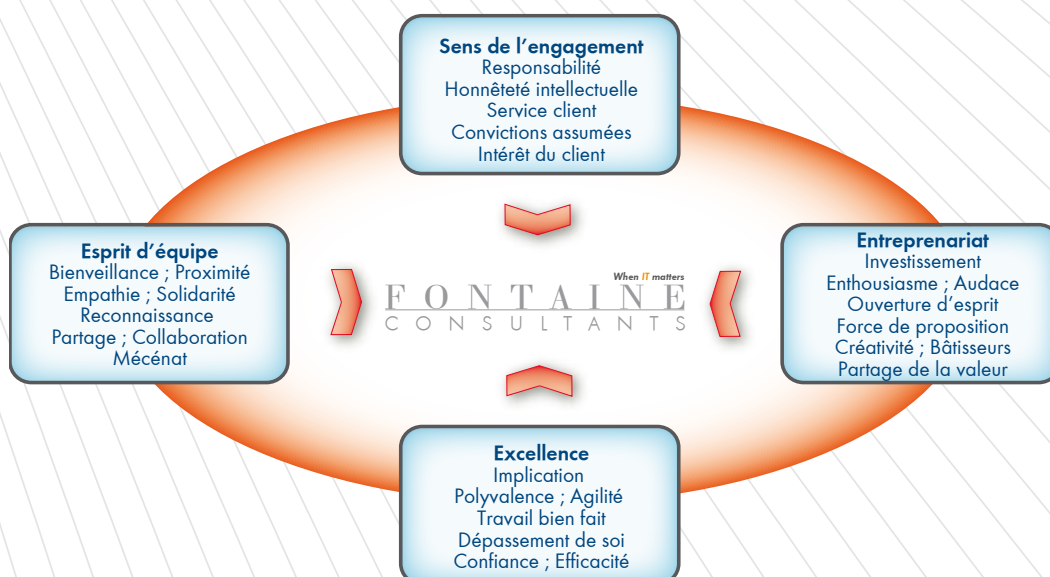 Sens de l'engagement
Responsabilité
Honnêteté intellectuelle
Service client
Convictions assumées
Intérêt du client
Esprit d'équipe
Bienveillance ; Proximité
Empathie ; Solidarité
Reconnaissance
Partage ; Collaboration
Mécénat
When IT matters
FONTAINE
CONSULTANTS
Entreprenariat
Investissement
Enthousiasme ; Audace
Ouverture d'esprit
Force de proposition
Créativité ; Bâtisseurs
Partage de la valeur
Excellence
Implication
Polyvalence ; Agilité
Travail bien fait
Dépassement de soi
Confiance ; Efficacité